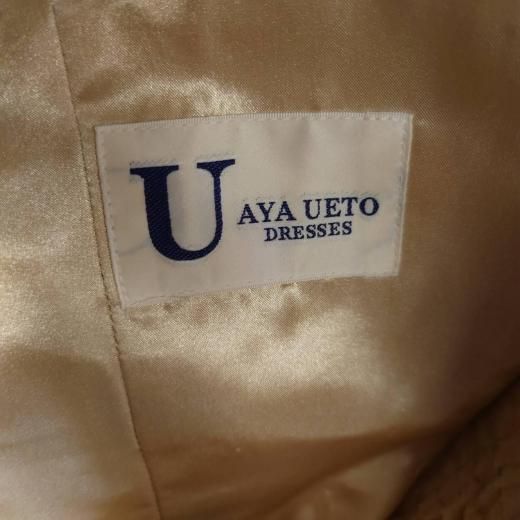 U
AYA UETO
DRESSES